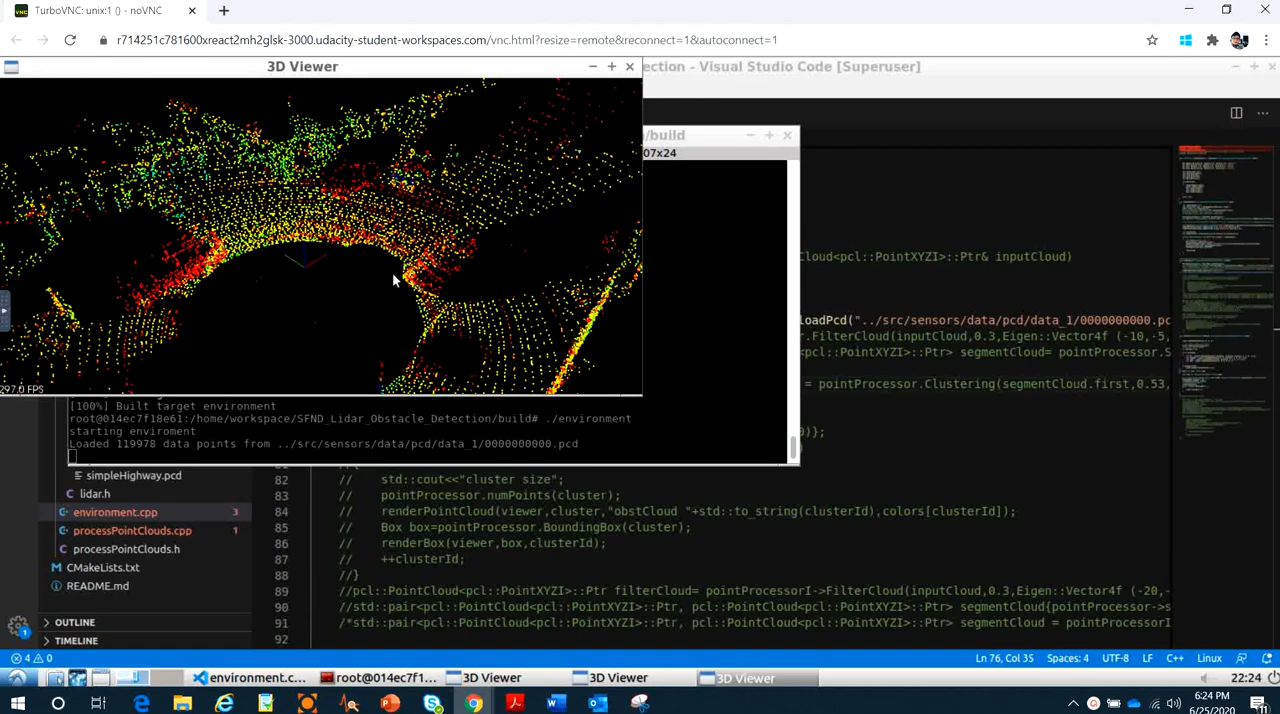 TurboVNC: unix:1 () - noVNC
r714251c781600xreact2mh2glsk-3000.udacity-student-workspaces.com/vnc.html?resize=remote&reconnect=1&autoconnect=1
3D Viewer
ection - Visual Studio Code [Superuser]
/build
07x24
Cloud<pcl::PointXYZI>::Ptr& inputCloud)
loadPcd("../src/sensors/data/pcd/data_1/0000000000.pc
r.FilterCloud(inputCloud,0.3,Eigen::Vector4f (-10,-5,
<pcl::PointXYZI>::Ptr> segmentCloud= pointProcessor.S
= pointProcessor.Clustering(segmentCloud.first,0.53,
297.0 FPS
[100%] Built target environment
root@014ec7f18e61:/home/workspace/SFND_Lidar_Obstacle_Detection/build# ./environment
starting enviroment
Loaded 119978 data points from ../src/sensors/data/pcd/data_1/0000000000.pcd
0)};
)
simpleHighway.pcd
lidar.h
environment.cpp 3
processPointClouds.cpp 1
processPointClouds.h
CMakeLists.txt
README.md
OUTLINE
TIMELINE
//{
82 // std::cout<<"cluster size";
83 // pointProcessor.numPoints(cluster);
84 // renderPointCloud(viewer,cluster,"obstCloud "+std::to_string(clusterId),colors[clusterId]);
85 // Box box=pointProcessor.BoundingBox(cluster);
86 // renderBox(viewer,box,clusterId);
87 // ++clusterId;
88 //}
89 //pcl::PointCloud<pcl::PointXYZI>::Ptr filterCloud= pointProcessorI->FilterCloud(inputCloud,0.3,Eigen::Vector4f (-20,-
90 //std::pair<pcl::PointCloud<pcl::PointXYZI>::Ptr, pcl::PointCloud<pcl::PointXYZI>::Ptr> segmentCloud{pointProcessor->s
91 /*std::pair<pcl::PointCloud<pcl::PointXYZI>::Ptr, pcl::PointCloud<pcl::PointXYZI>::Ptr> segmentCloud = pointProcessorI
92
4 0
Ln 76, Col 35 Spaces: 4 UTF-8 LF C++ Linux
environment.c...
root@014ec7f1...
3D Viewer
3D Viewer
3D Viewer
22:24
6:24 PM
6/25/2020